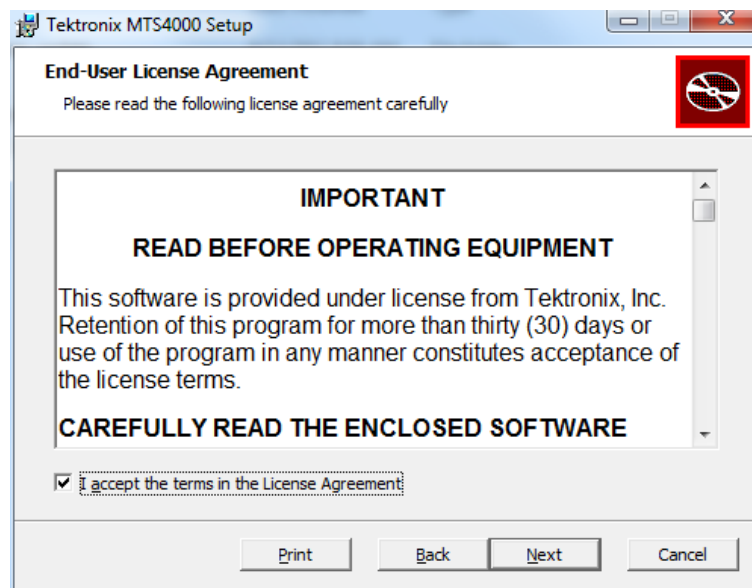 Tektronix MTS4000 Setup
End-User License Agreement
Please read the following license agreement carefully
IMPORTANT
READ BEFORE OPERATING EQUIPMENT
This software is provided under license from Tektronix, Inc.
Retention of this program for more than thirty (30) days or
use of the program in any manner constitutes acceptance of
the license terms.
CAREFULLY READ THE ENCLOSED SOFTWARE
I accept the terms in the License Agreement
Print Back Next Cancel